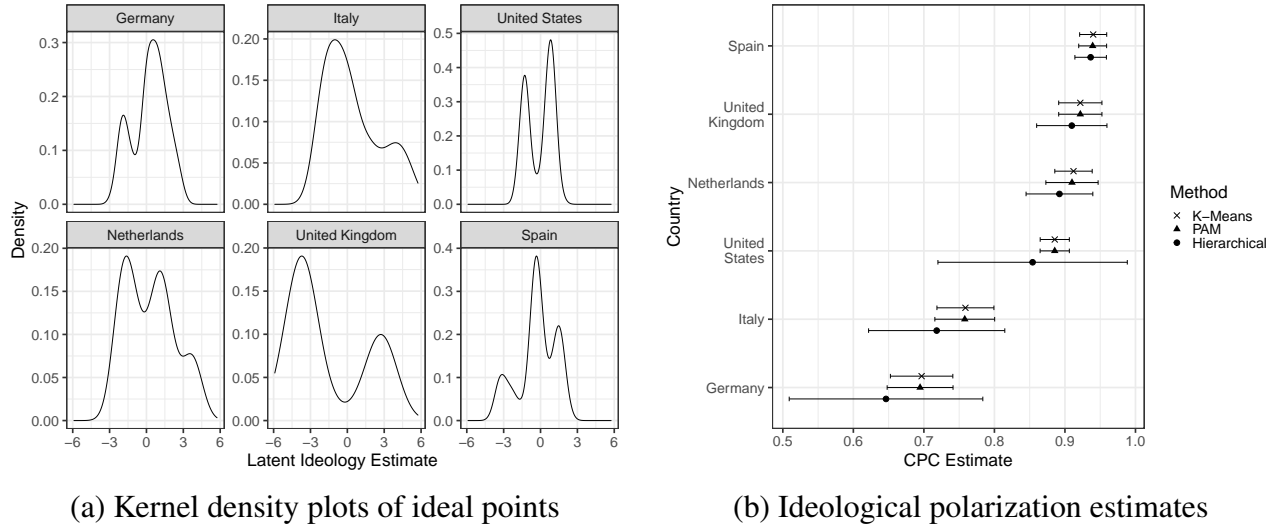 Germany
Italy
United States
0.3
0.2
0.1
0.0
0.20
0.15
0.10
0.05
0.00
0.5
0.4
0.3
0.2
0.1
0.0
Netherlands
United Kingdom
Spain
0.20
0.15
0.10
0.05
0.00
0.20
0.15
0.10
0.05
0.00
0.4
0.3
0.2
0.1
0.0
−6 −3 0 3 6
−6 −3 0 3 6
−6 −3 0 3 6
Density
Latent Ideology Estimate
(a) Kernel density plots of ideal points
Country
Spain
United
Kingdom
Netherlands
United
States
Italy
Germany
0.5 0.6 0.7 0.8 0.9 1.0
CPC Estimate
Method
K−Means
PAM
Hierarchical
(b) Ideological polarization estimates